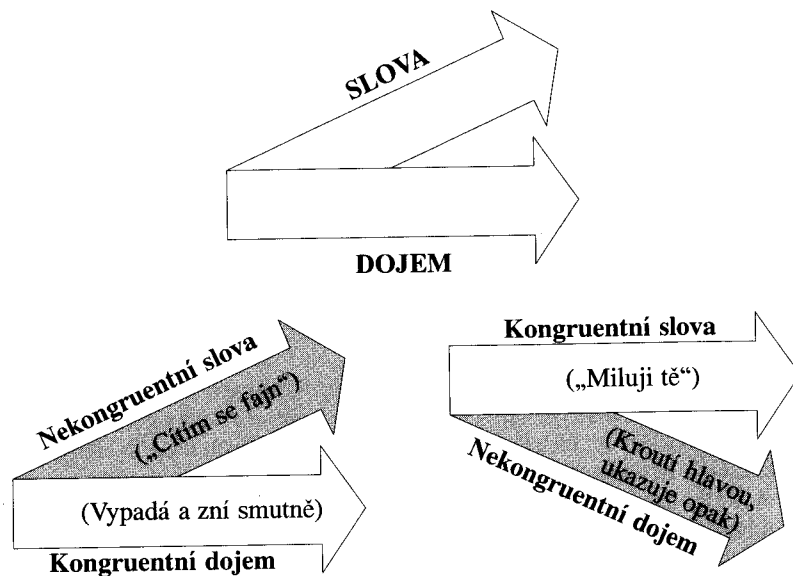 SLOVA
DOJEM
Nekongruentní slova
(„Cítím se fajn“)
(Vypadá a zní smutně)
Kongruentní dojem
Kongruentní slova
(„Miluji tě“)
(Kroutí hlavou,
ukazuje opak)
Nekongruentní dojem